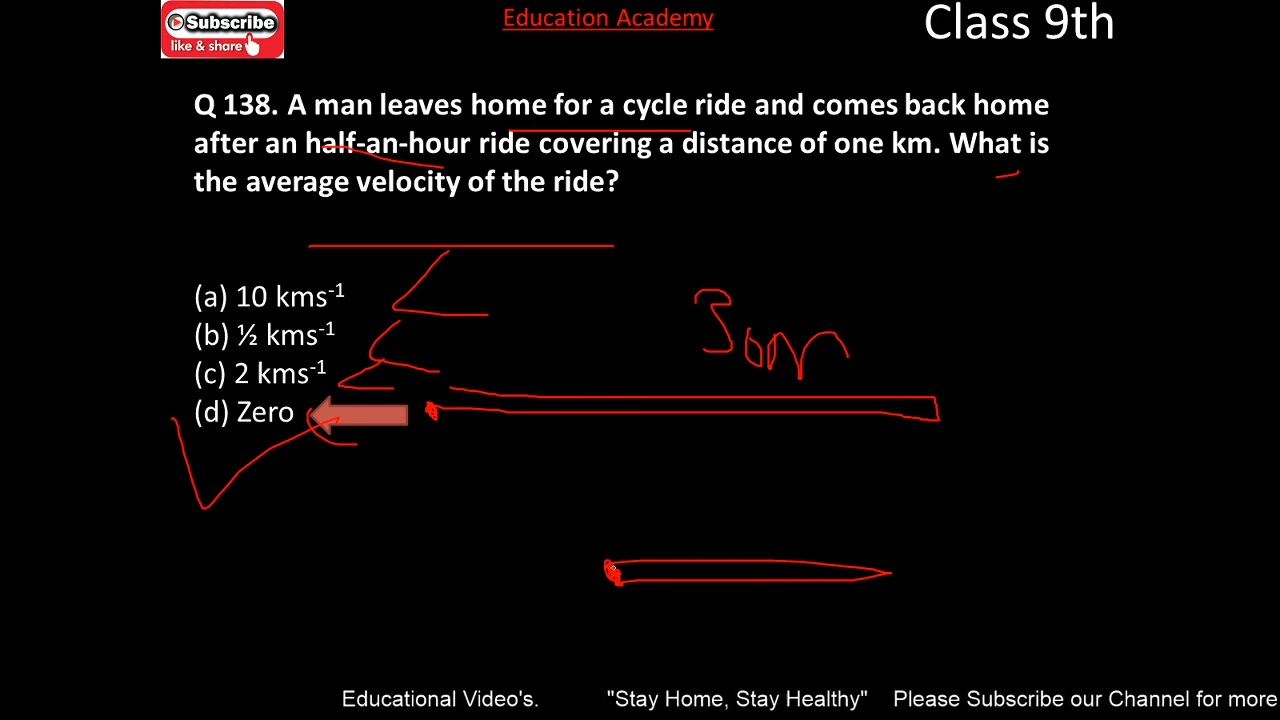 Subscribe
like & share
Education Academy
Class 9th
Q 138. A man leaves home for a cycle ride and comes back home
after an half-an-hour ride covering a distance of one km. What is
the average velocity of the ride?
(a) 10 kms⁻¹
(b) ½ kms⁻¹
(c) 2 kms⁻¹
(d) Zero
Educational Video's. "Stay Home, Stay Healthy" Please Subscribe our Channel for more